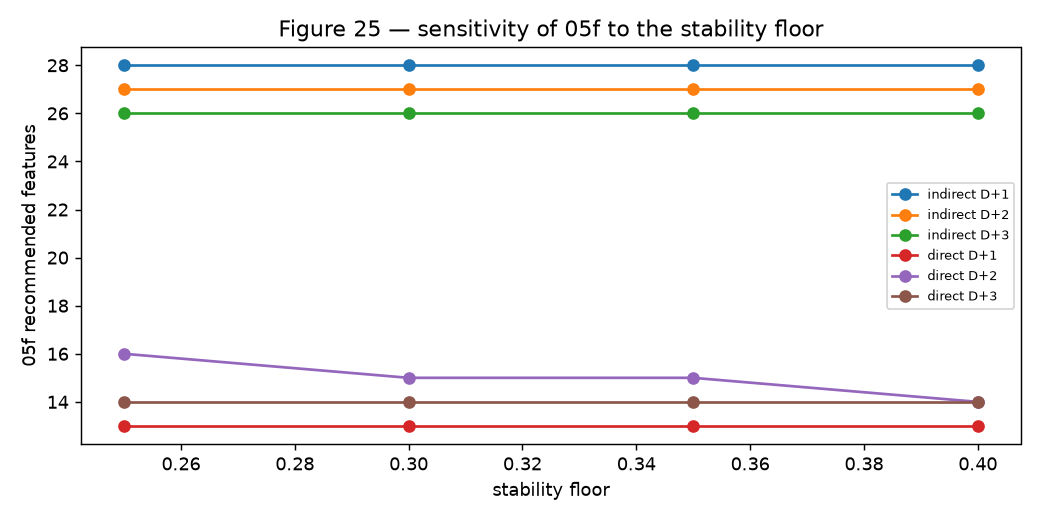 Figure 25 — sensitivity of 05f to the stability floor
05f recommended features
28
26
24
22
20
18
16
14
indirect D+1
indirect D+2
indirect D+3
direct D+1
direct D+2
direct D+3
0.26 0.28 0.30 0.32 0.34 0.36 0.38 0.40
stability floor